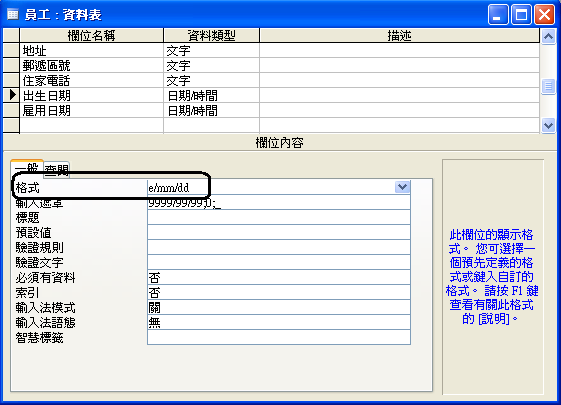 員工：資料表
欄位名稱 資料類型 描述
地址 文字
郵遞區號 文字
住家電話 文字
出生日期 日期/時間
雇用日期 日期/時間
欄位內容
一般 查閱
格式 e/mm/dd
輸入遮罩 9999/99/99;0;_
標題
預設值
驗證規則
驗證文字
必須有資料 否
索引 否
輸入法模式 關
輸入法語態 無
智慧標籤
此欄位的顯示格
式。 您可選擇一
個預先定義的格
式或鍵入自訂的
格式。 請按 F1 鍵
查看有關此格式
的 [說明]。